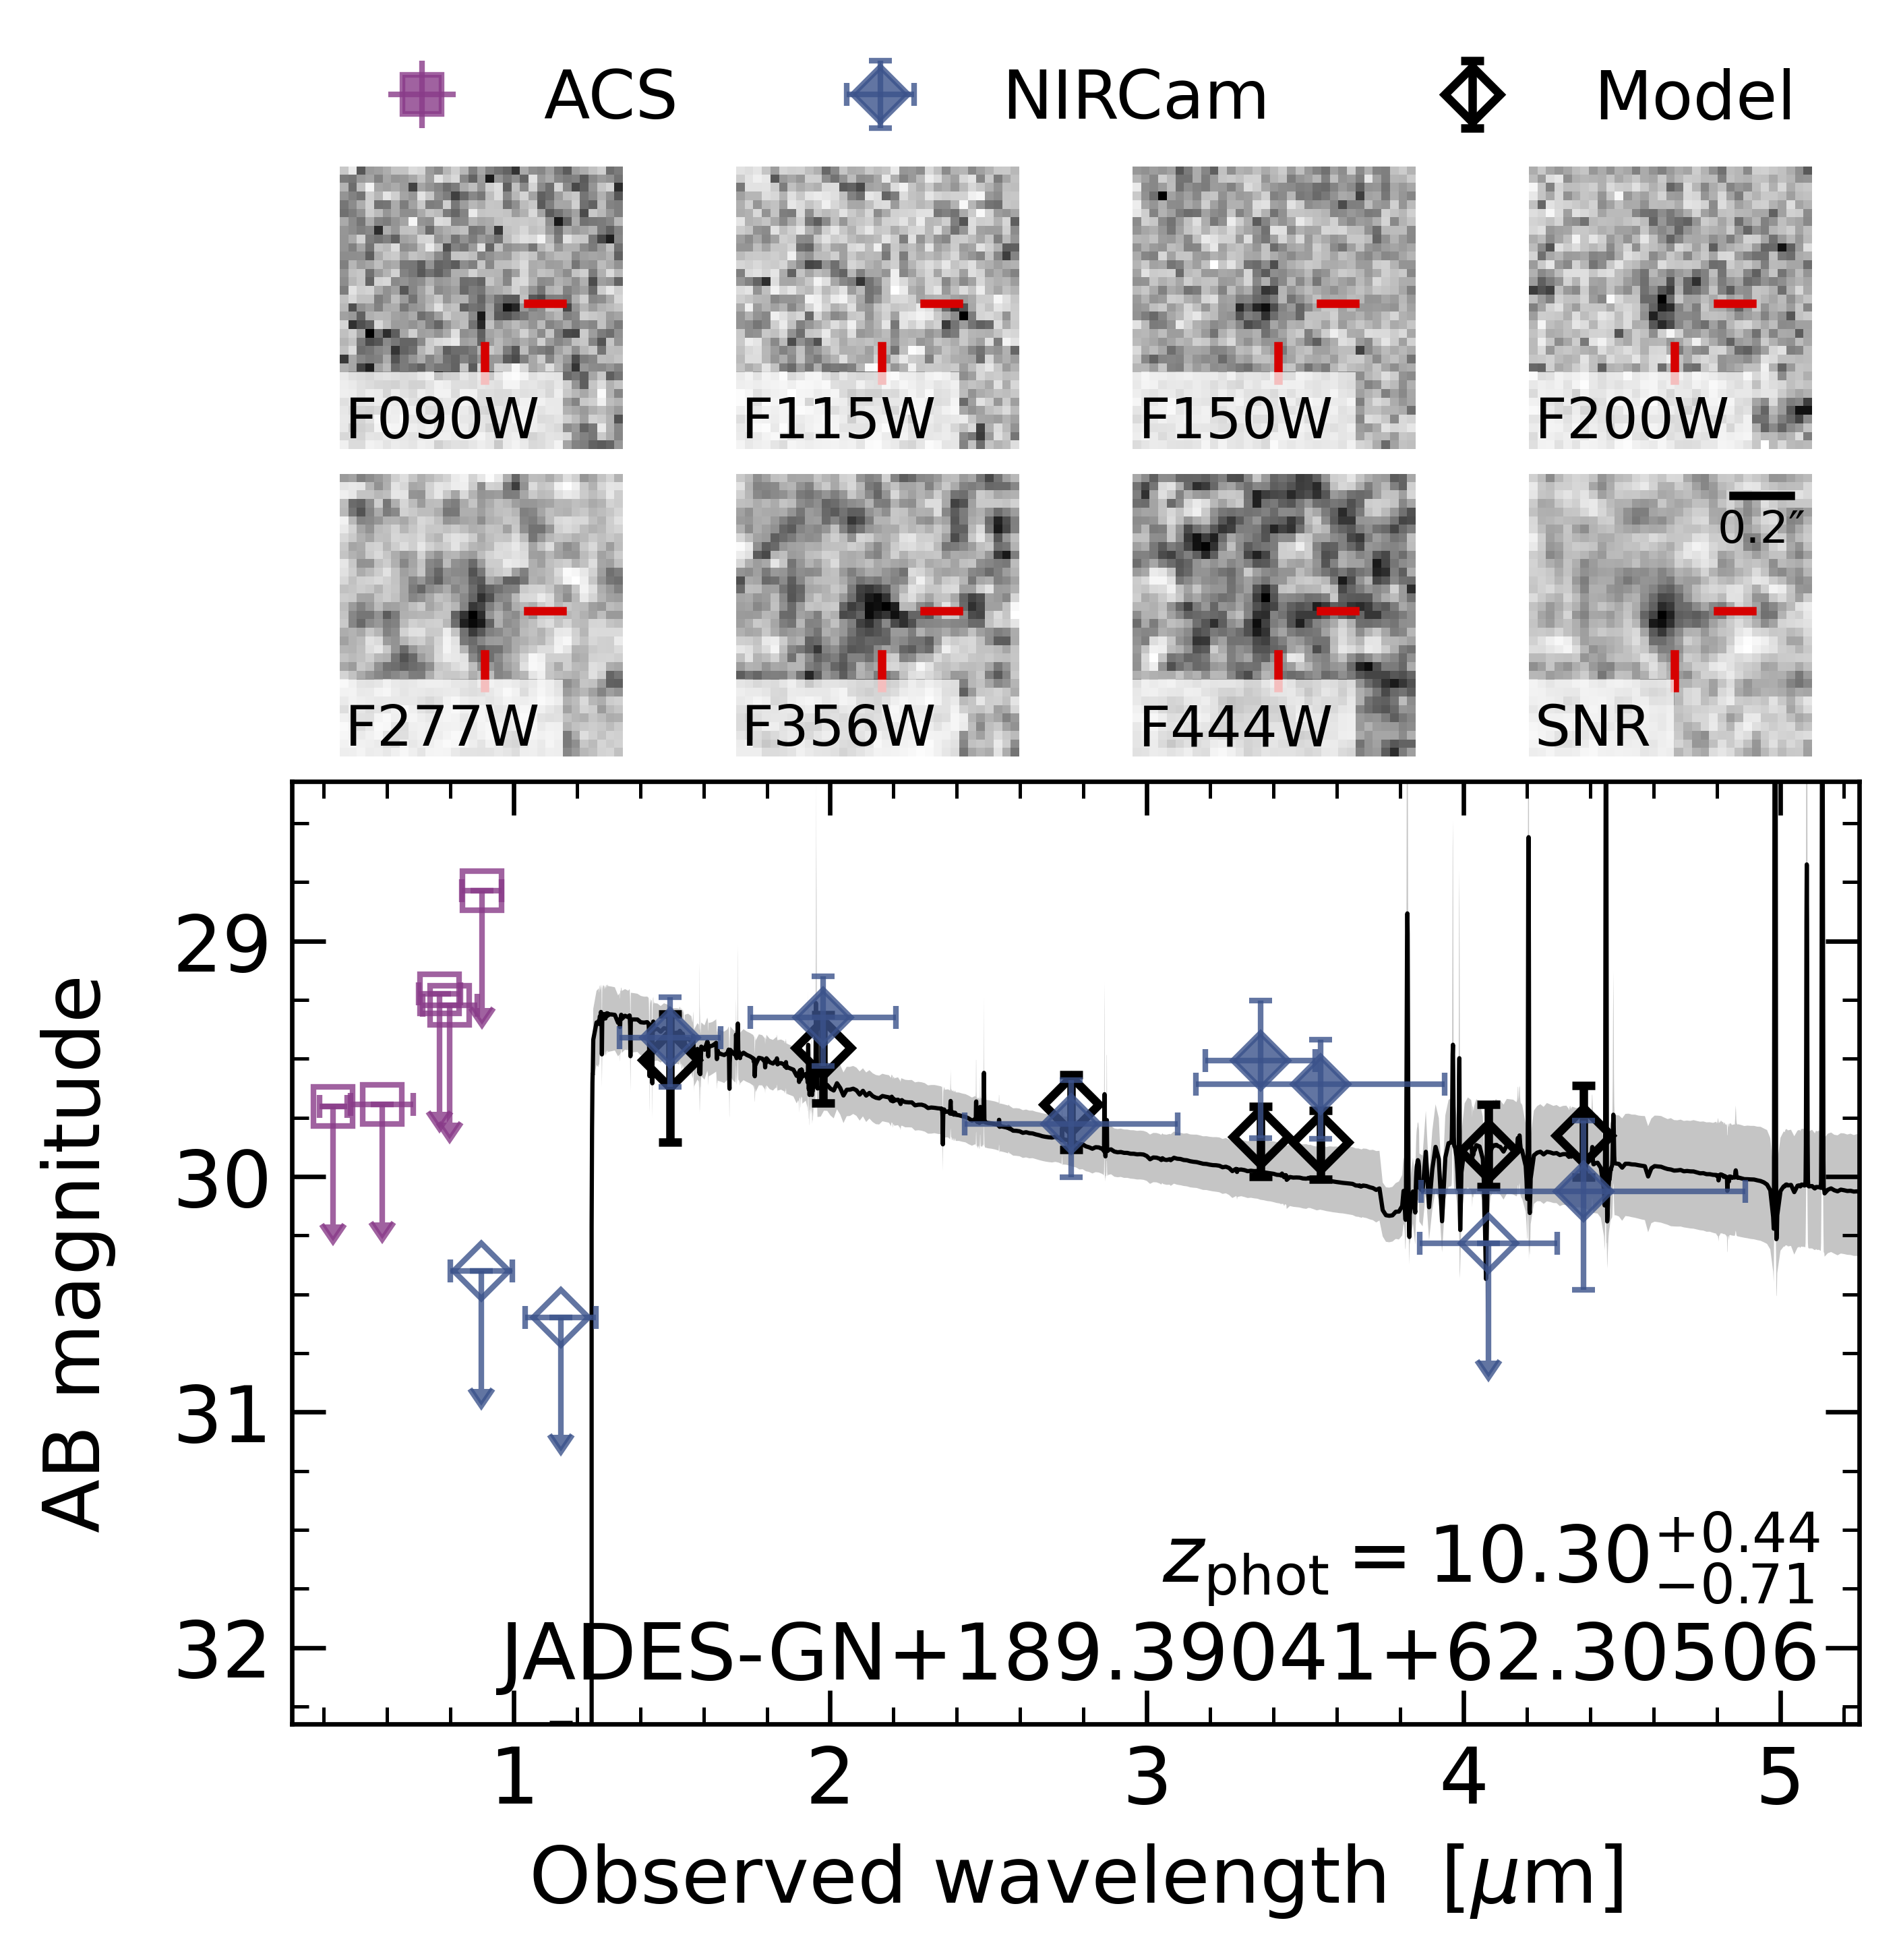 ACS NIRCam Model
F090W F115W F150W F200W
0.2″
F277W F356W F444W SNR
29
30
31
32
AB magnitude
z_phot = 10.30 +0.44 −0.71
JADES-GN+189.39041+62.30506
1 2 3 4 5
Observed wavelength [μm]